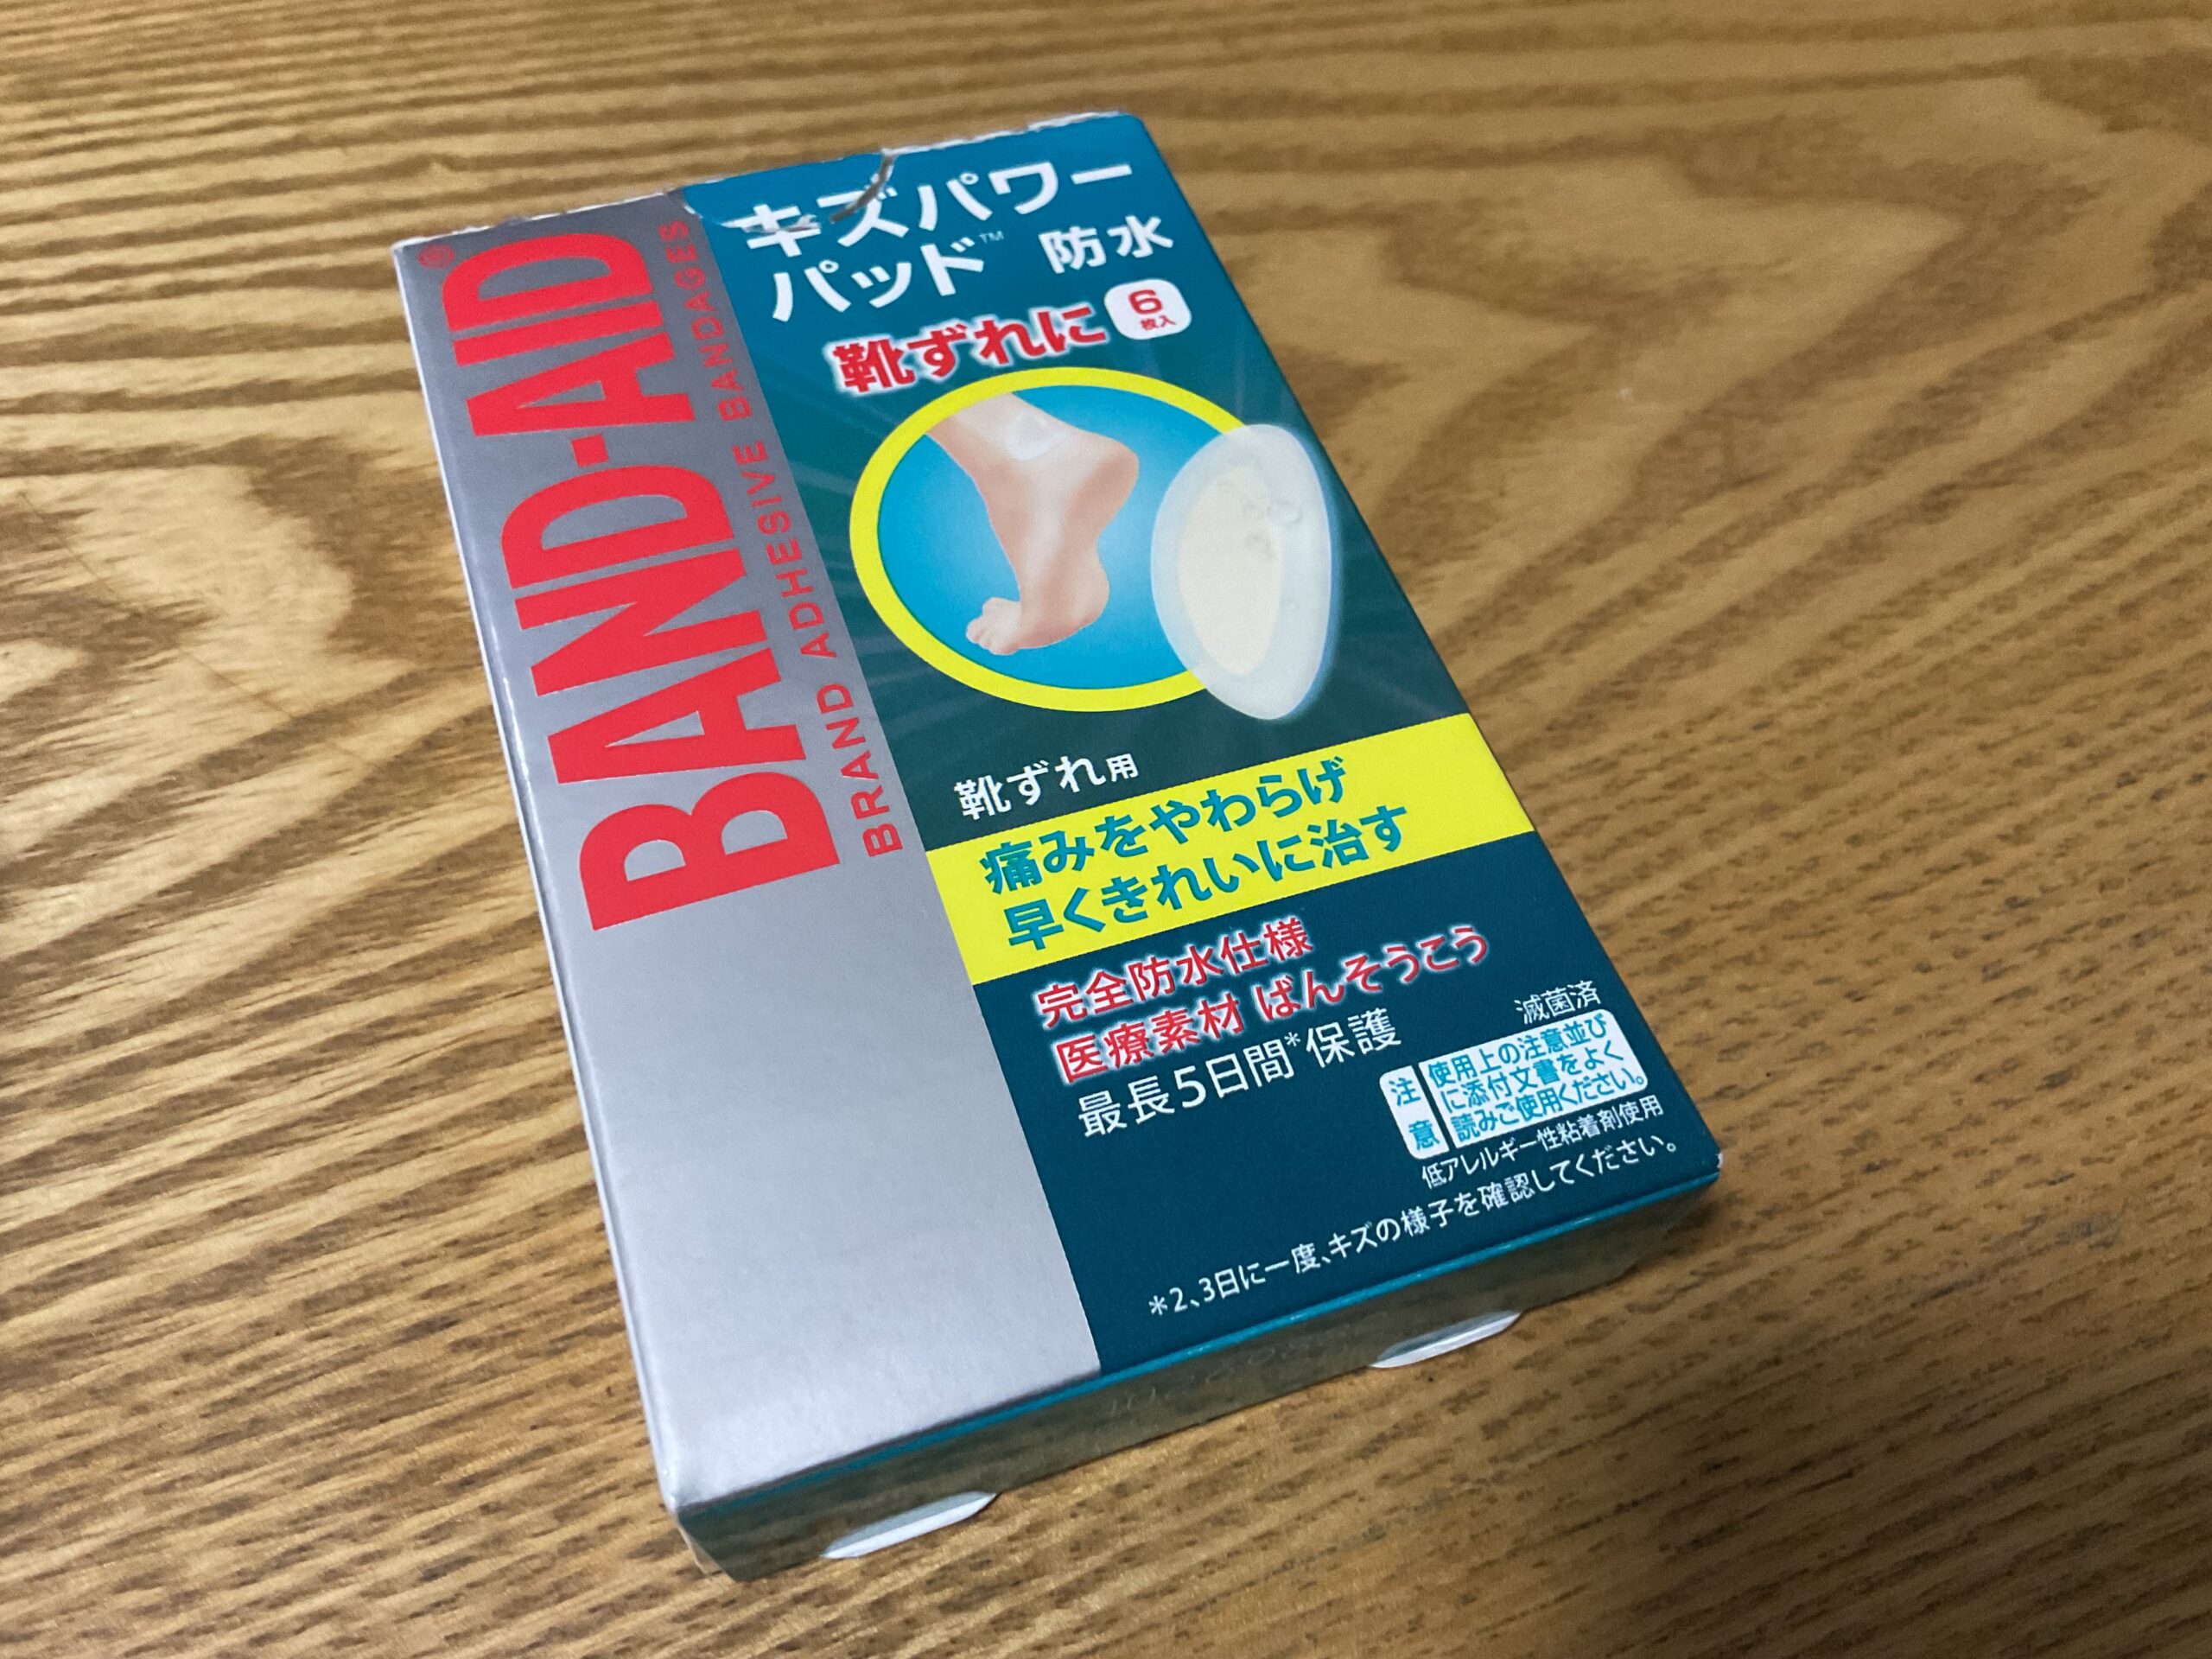 BAND-AID®
BRAND ADHESIVE BANDAGES
キズパワー
パッド™ 防水
靴ずれに
6
枚入
靴ずれ用
痛みをやわらげ
早くきれいに治す
完全防水仕様
医療素材 ばんそうこう
最長5日間*保護
滅菌済
注意
使用上の注意並び
に添付文書をよく
読みご使用ください。
低アレルギー性粘着剤使用
*2、3日に一度、キズの様子を確認してください。